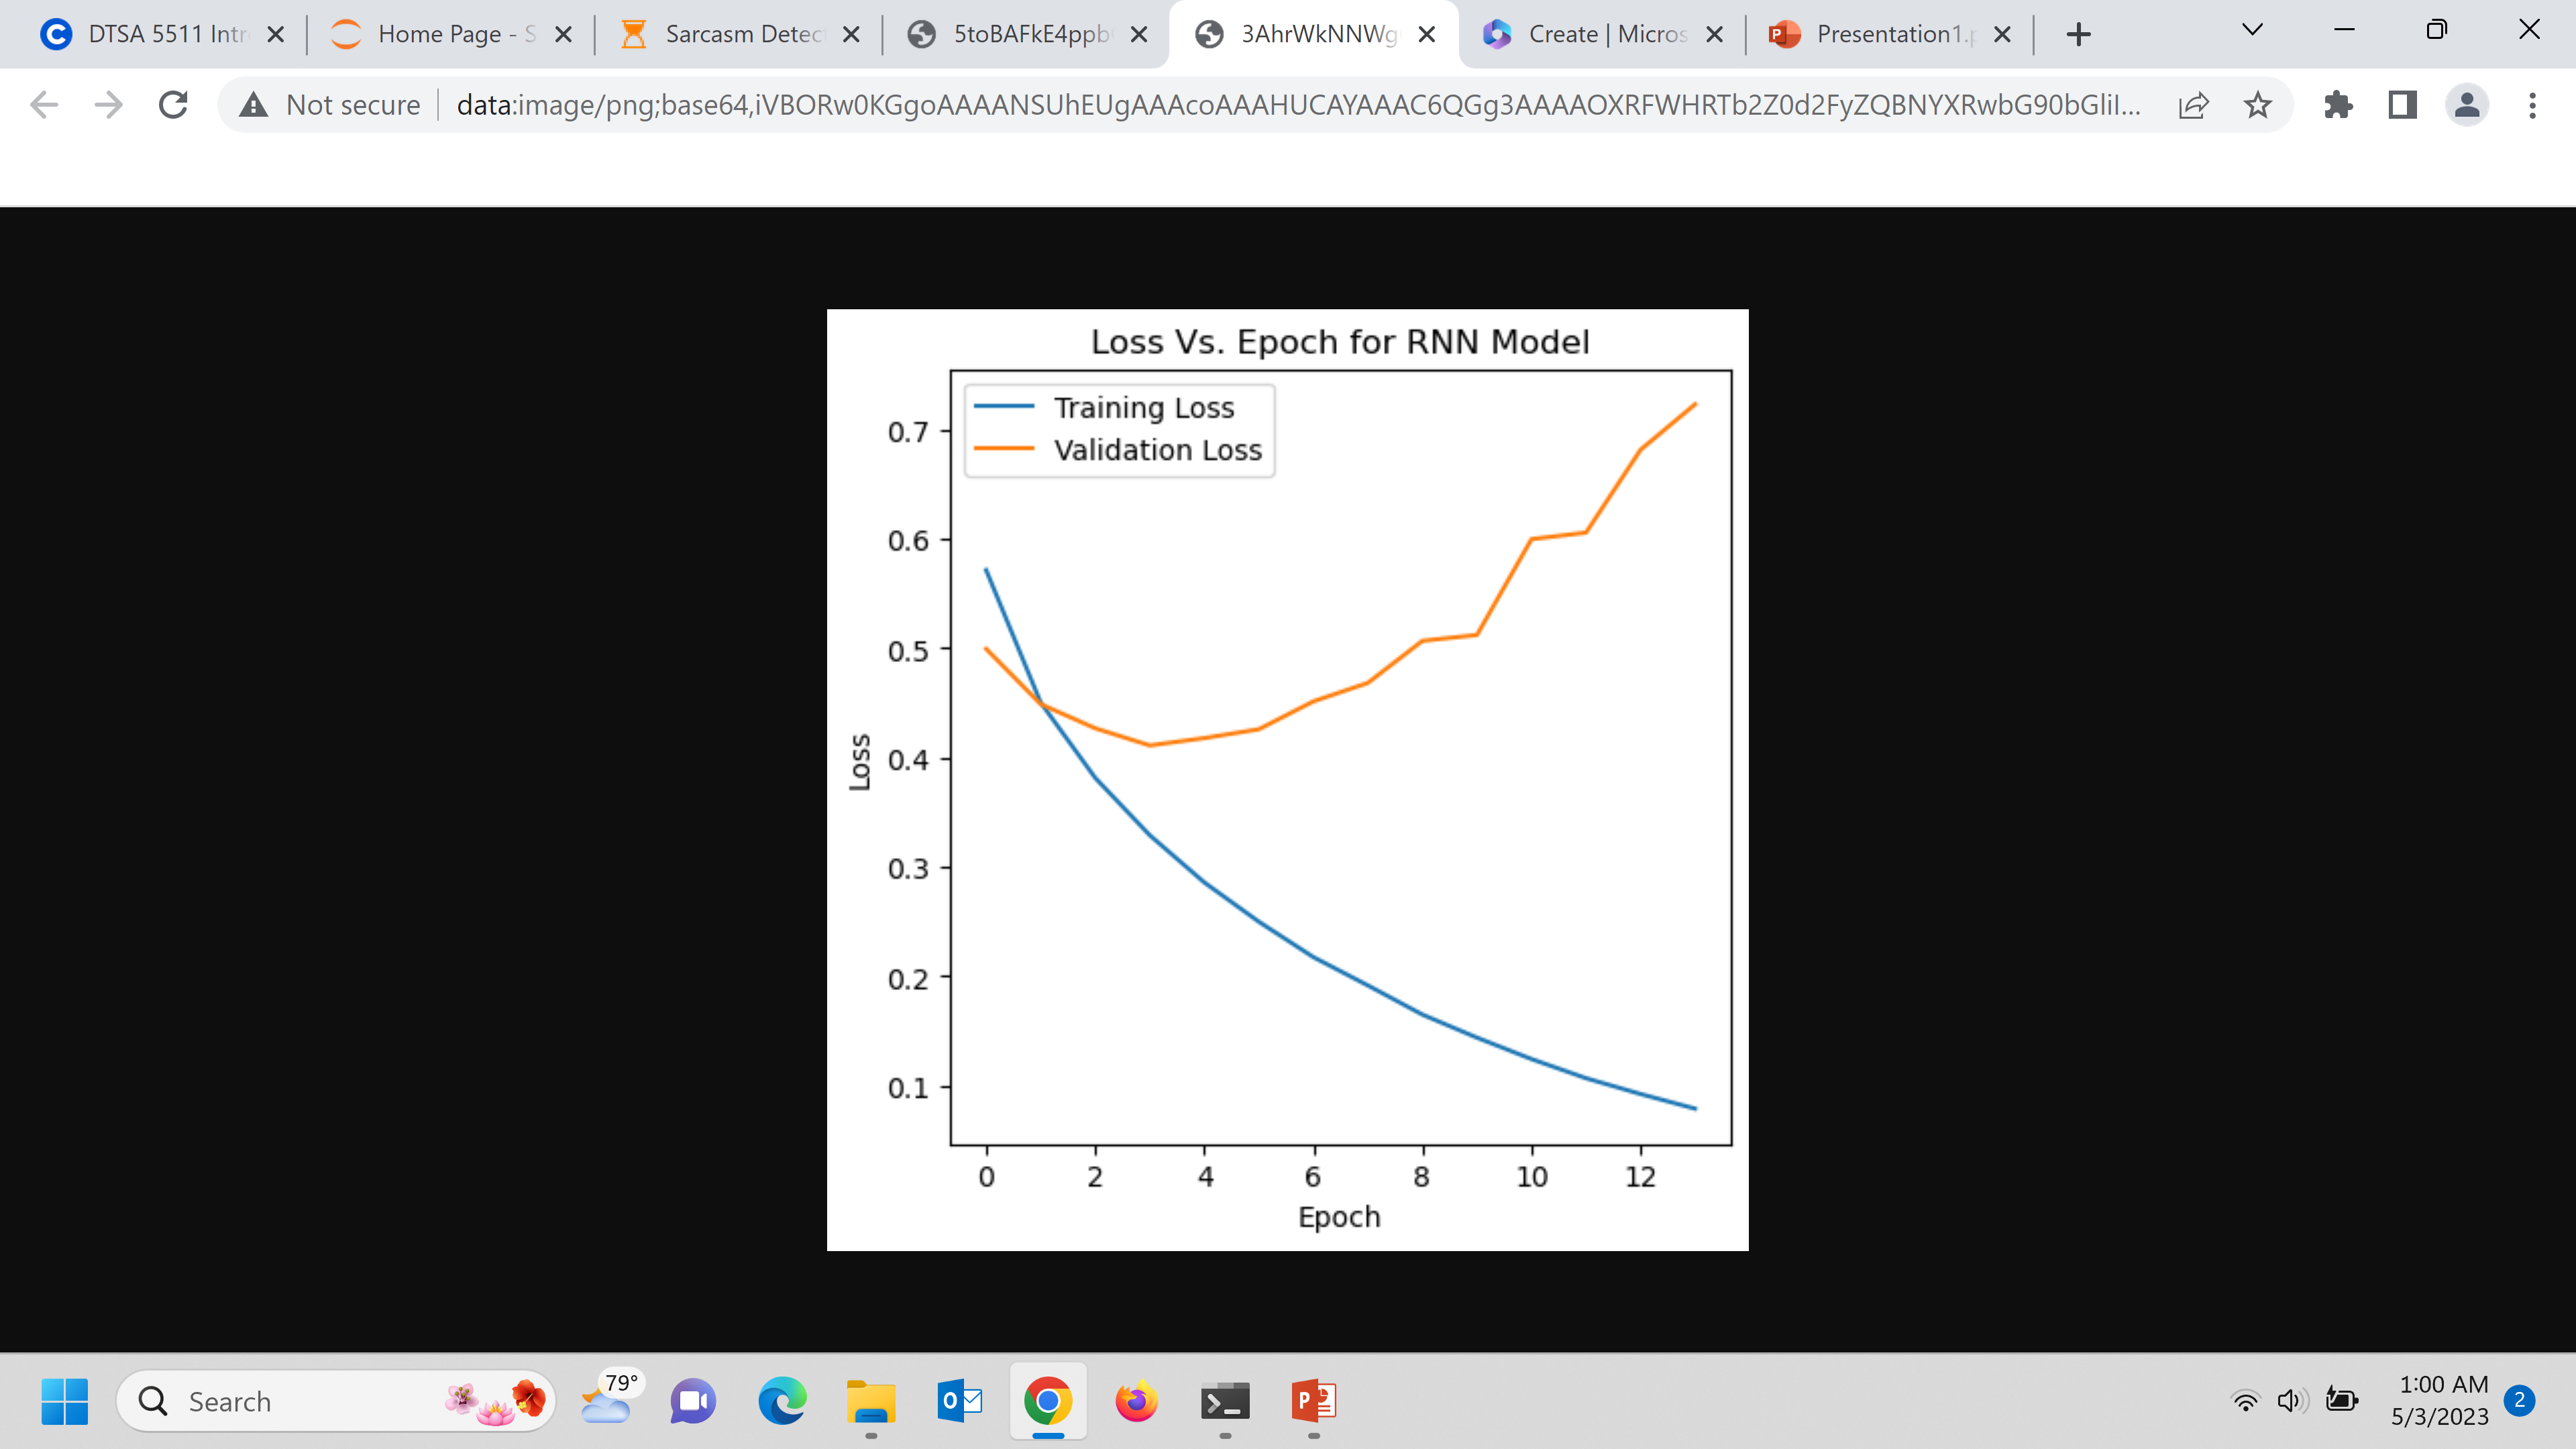 DTSA 5511 Intr
Home Page - S
Sarcasm Detec
5toBAFkE4ppb
3AhrWkNNWg
Create | Micros
Presentation1.p
Not secure
data:image/png;base64,iVBORw0KGgoAAAANSUhEUgAAAcoAAAHUCAYAAAC6QGg3AAAAOXRFWHRTb2Z0d2FyZQBNYXRwbG90bGliI...
Loss Vs. Epoch for RNN Model
Training Loss
Validation Loss
0.7
0.6
0.5
0.4
0.3
0.2
0.1
Loss
0 2 4 6 8 10 12
Epoch
Search
79°
1:00 AM
5/3/2023
2